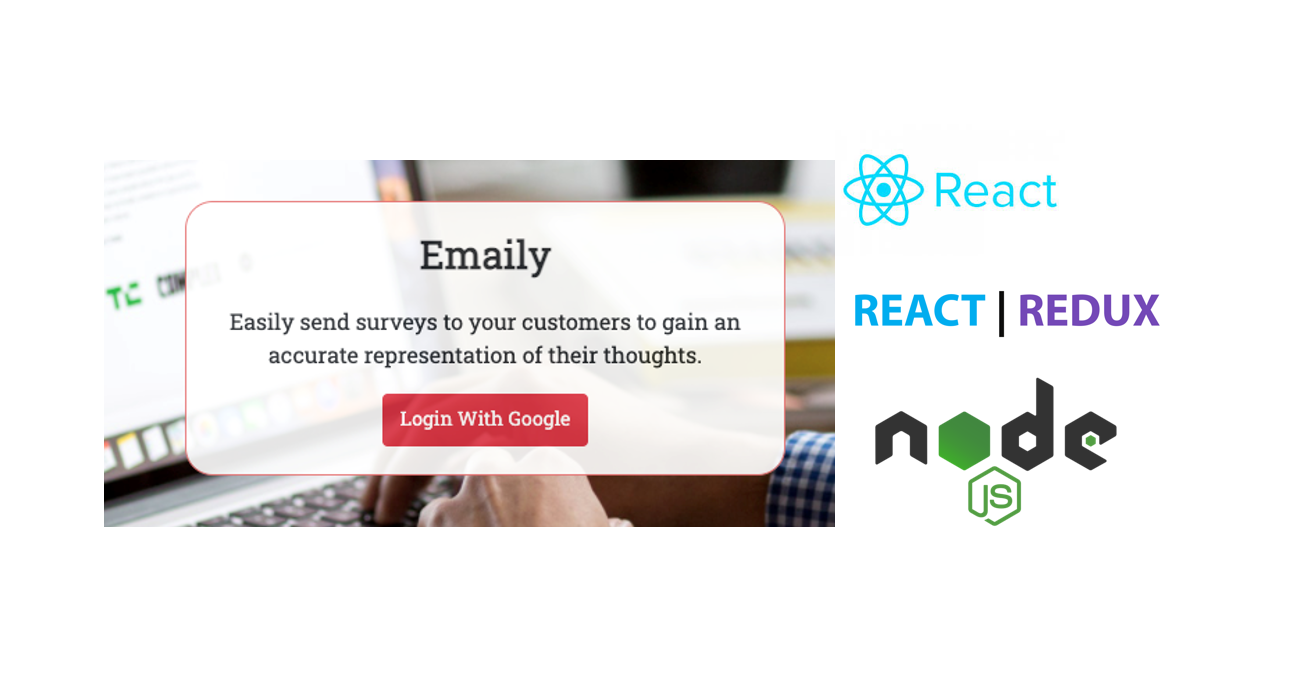 Emaily
Easily send surveys to your customers to gain an
accurate representation of their thoughts.
Login With Google
React
REACT | REDUX
node
JS